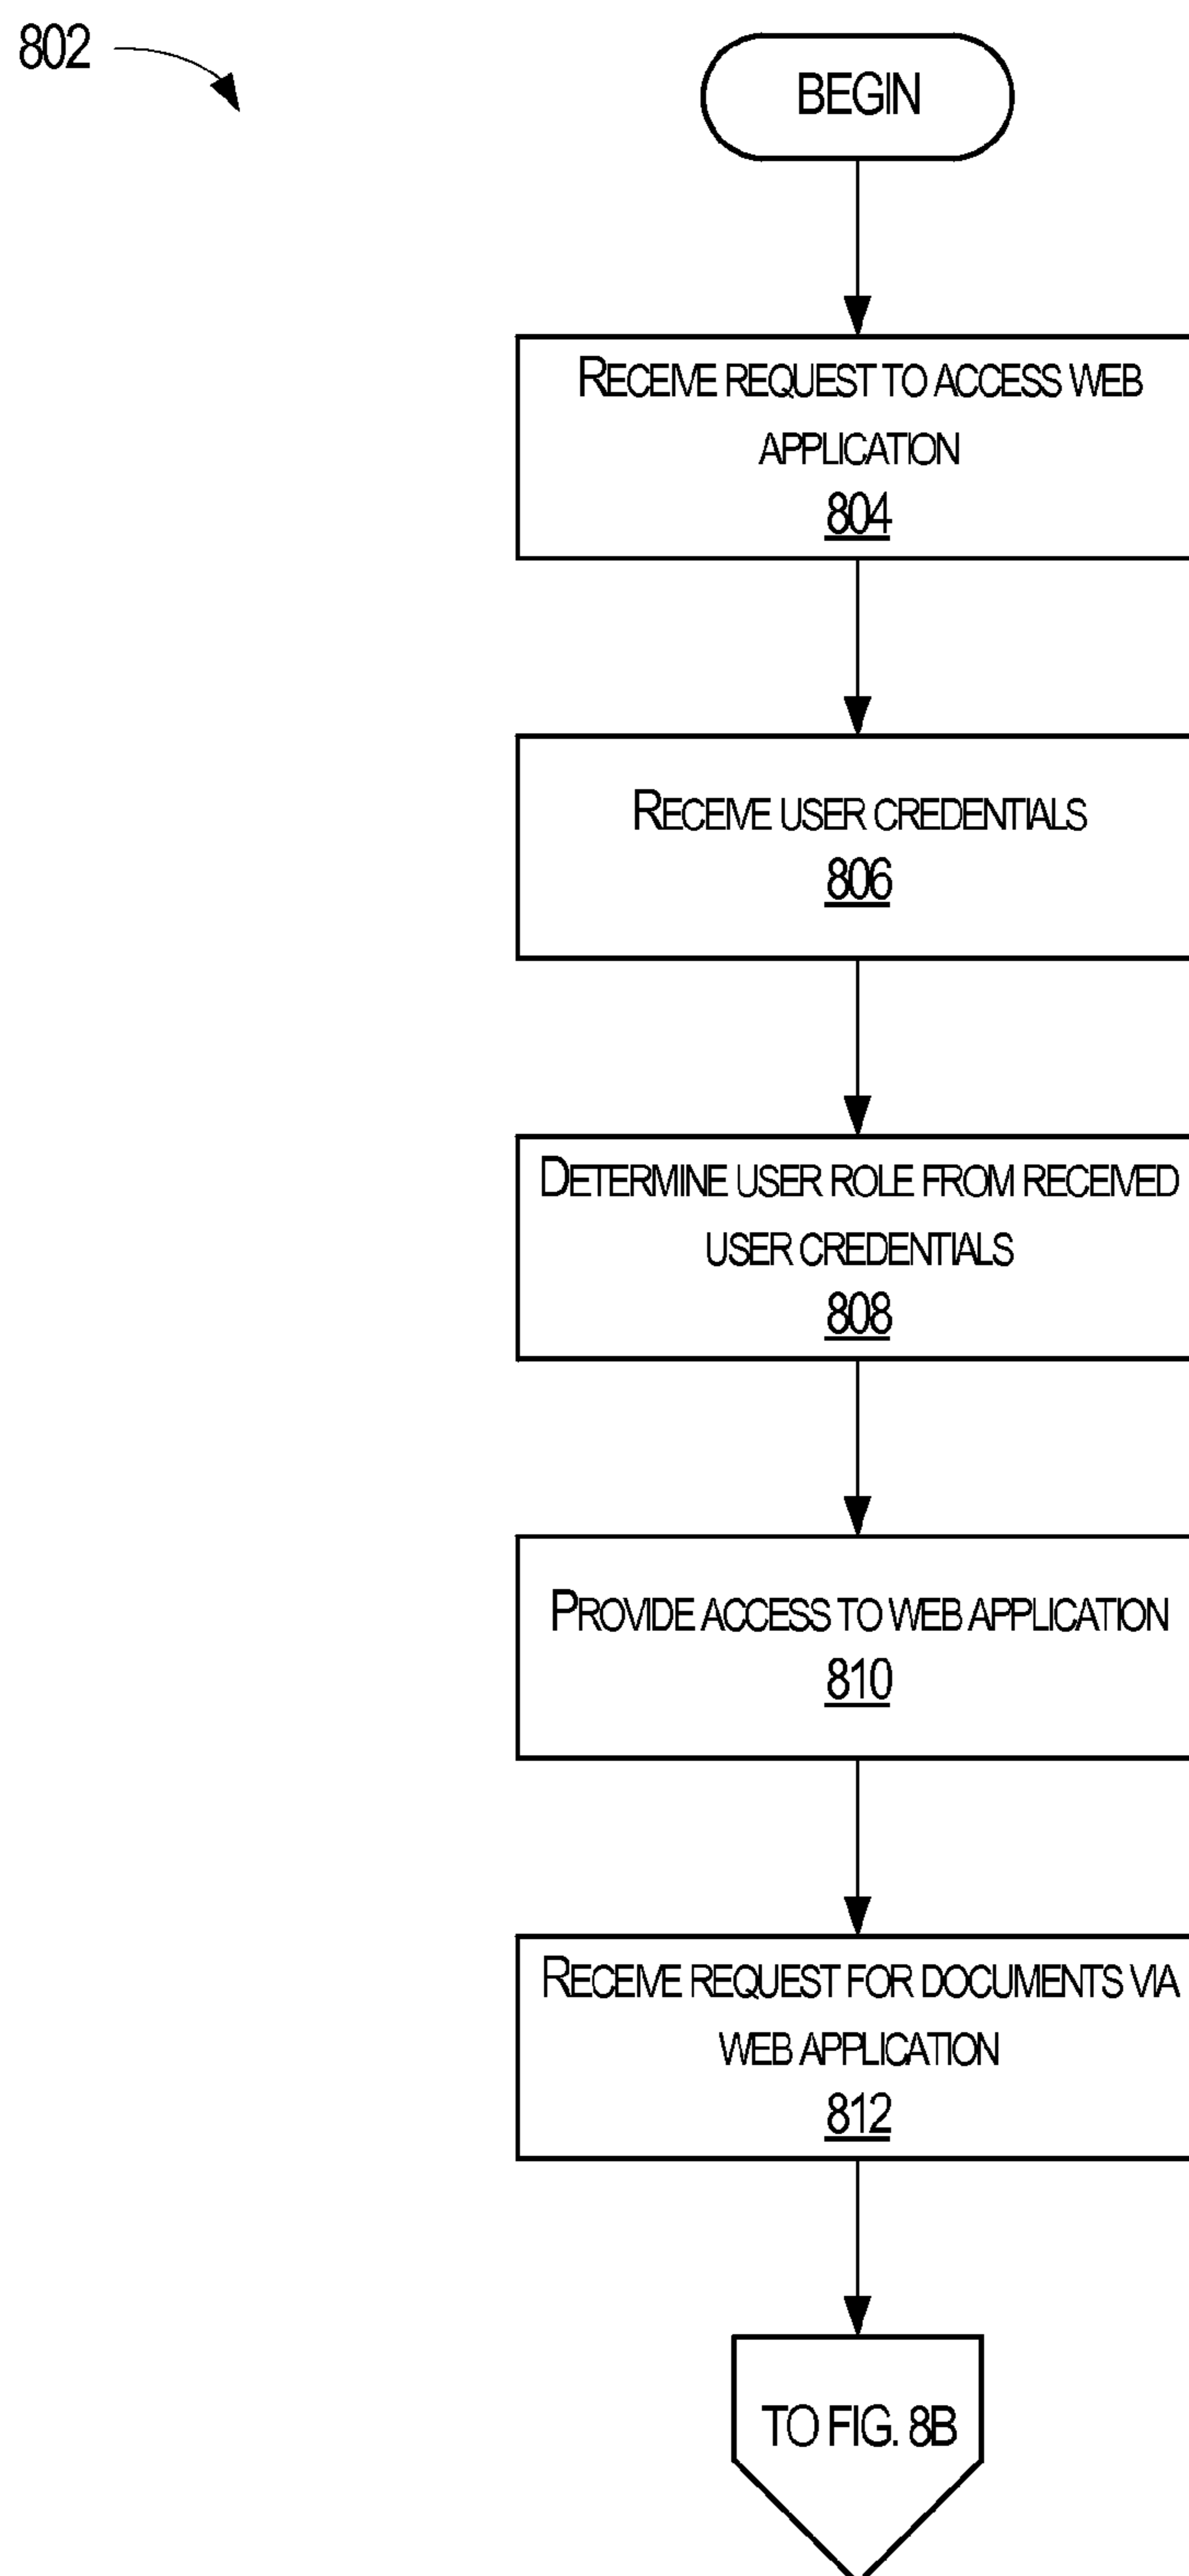 802
BEGIN
RECEIVE REQUEST TO ACCESS WEB
APPLICATION
804
RECEIVE USER CREDENTIALS
806
DETERMINE USER ROLE FROM RECEIVED
USER CREDENTIALS
808
PROVIDE ACCESS TO WEB APPLICATION
810
RECEIVE REQUEST FOR DOCUMENTS VIA
WEB APPLICATION
812
TO FIG. 8B